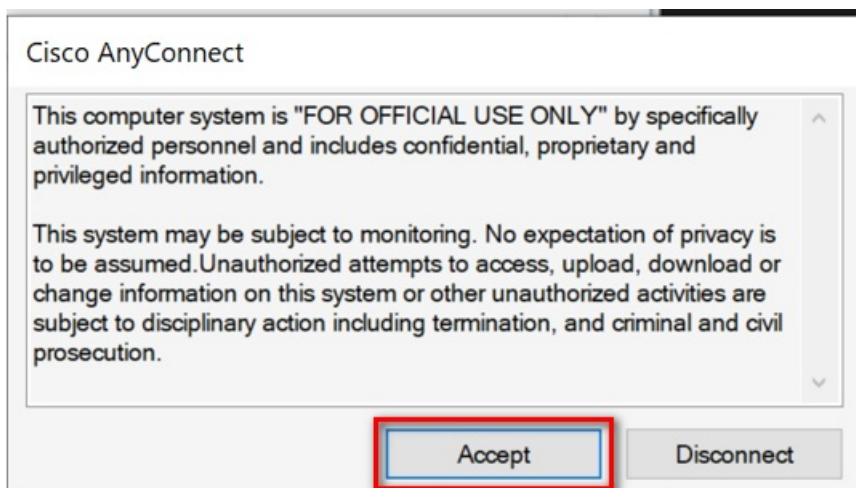 Cisco AnyConnect
This computer system is "FOR OFFICIAL USE ONLY" by specifically
authorized personnel and includes confidential, proprietary and
privileged information.
This system may be subject to monitoring. No expectation of privacy is
to be assumed.Unauthorized attempts to access, upload, download or
change information on this system or other unauthorized activities are
subject to disciplinary action including termination, and criminal and civil
prosecution.
Accept Disconnect